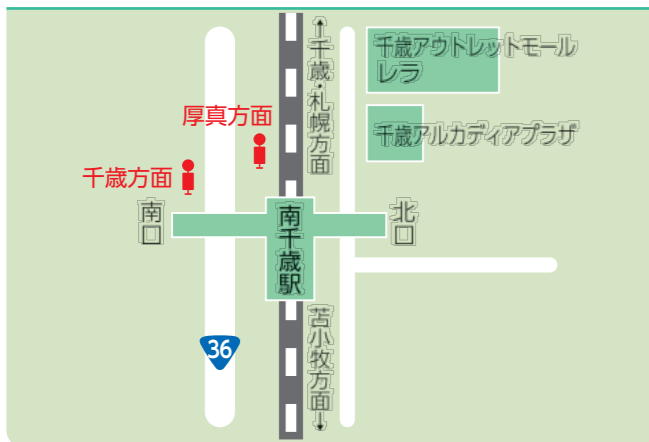 ↑千歳・札幌方面
千歳アウトレットモール
レラ
厚真方面
千歳アルカディアプラザ
千歳方面
南口
南千歳駅
北口
苫小牧方面↓
36